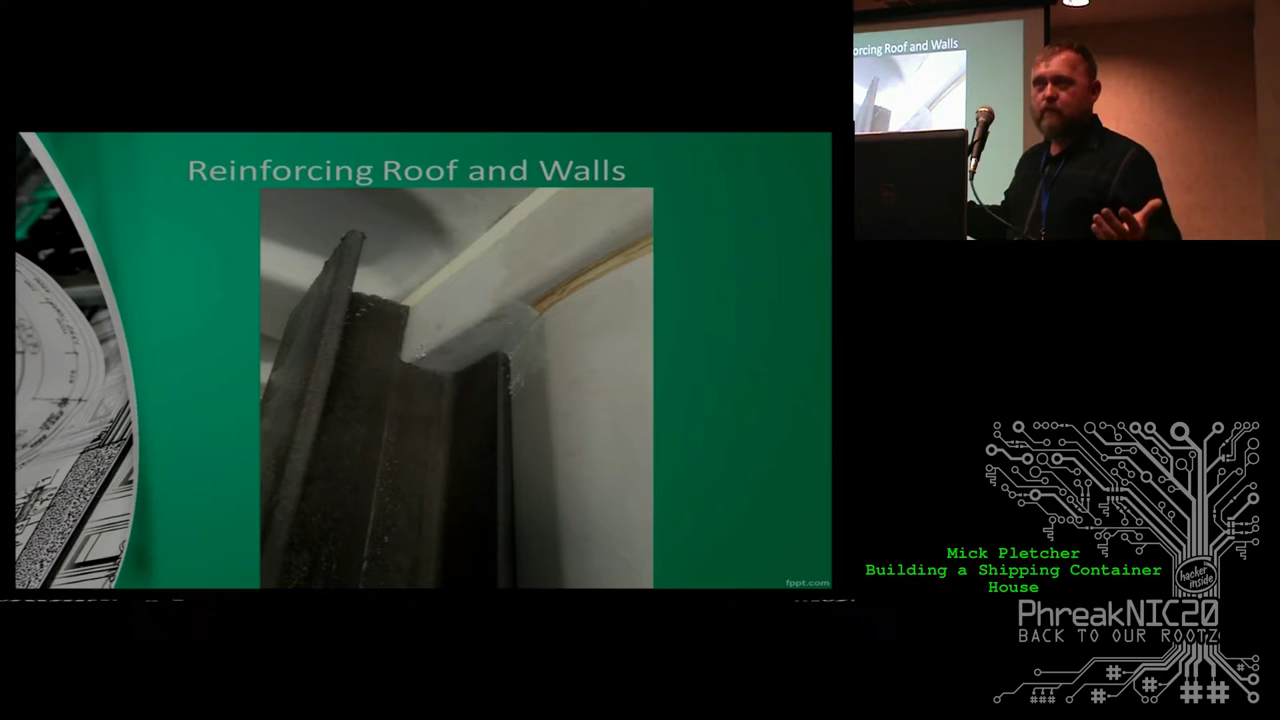 Reinforcing Roof and Walls
fppt.com
orcing Roof and Walls
Mick Pletcher
Building a Shipping Container
House
hacker
inside
PhreakNIC20
BACK TO OUR ROOTZ